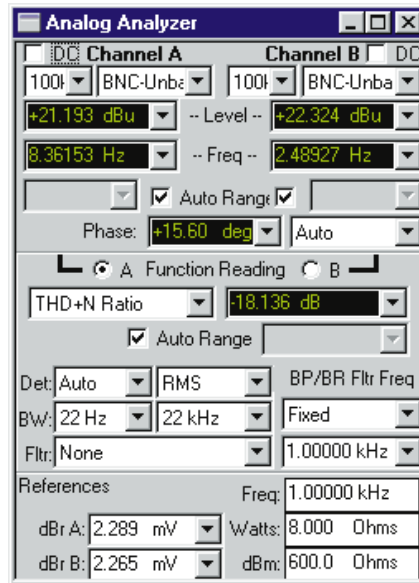 Analog Analyzer
DC Channel A Channel B DC
100k BNC-Unba 100k BNC-Unba
+21.193 dBu -- Level -- +22.324 dBu
8.36153 Hz -- Freq -- 2.48927 Hz
Auto Range
Phase: +15.60 deg Auto
A Function Reading B
THD+N Ratio -18.136 dB
Auto Range
Det: Auto RMS BP/BR Fltr Freq
BW: 22 Hz 22 kHz Fixed
Fltr: None 1.00000 kHz
References Freq: 1.00000 kHz
dBr A: 2.289 mV Watts: 8.000 Ohms
dBr B: 2.265 mV dBm: 600.0 Ohms